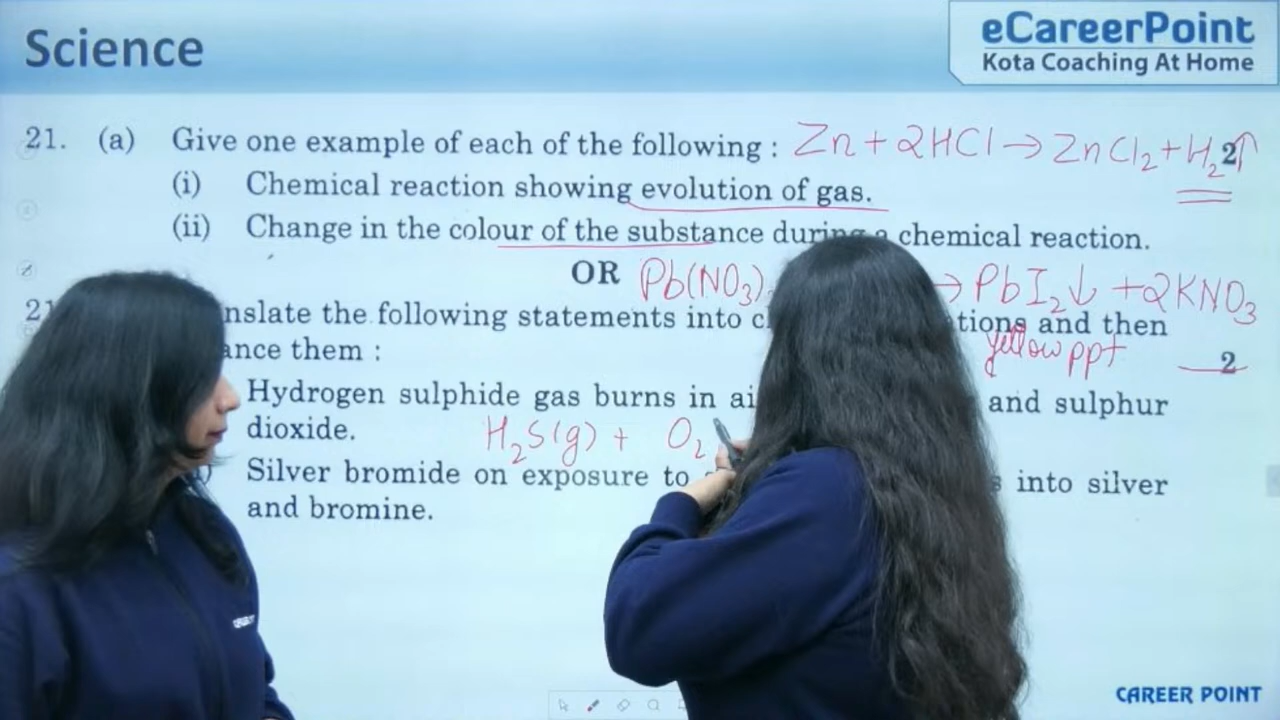 Science
eCareerPoint
Kota Coaching At Home
21. (a) Give one example of each of the following : Zn + 2HCl → ZnCl₂ + H₂↑ 2
(i) Chemical reaction showing evolution of gas.
(ii) Change in the colour of the substance during a chemical reaction.
OR Pb(NO₃) → PbI₂↓ + 2KNO₃
nslate the following statements into and then
ance them : yellow ppt 2
Hydrogen sulphide gas burns in and sulphur
dioxide. H₂S(g) + O₂
Silver bromide on exposure to into silver
and bromine.
CAREER POINT